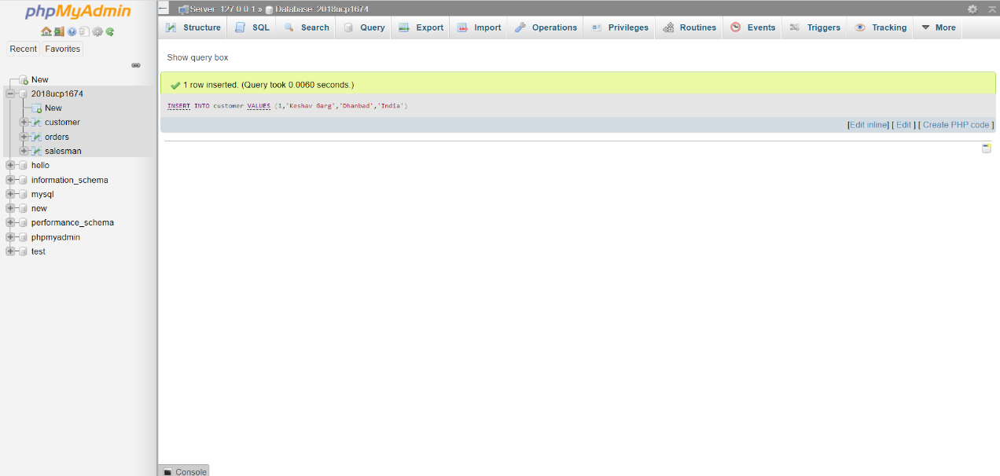 phpMyAdmin
Recent Favorites
New
2018ucp1674
New
customer
orders
salesman
hello
information_schema
mysql
new
performance_schema
phpmyadmin
test
Server: 127.0.0.1 » Database: 2018ucp1674
Structure SQL Search Query Export Import Operations Privileges Routines Events Triggers Tracking More
Show query box
1 row inserted. (Query took 0.0060 seconds.)
INSERT INTO customer VALUES (1,'Keshav Garg','Dhanbad','India')
[Edit inline] [ Edit ] [ Create PHP code ]
Console